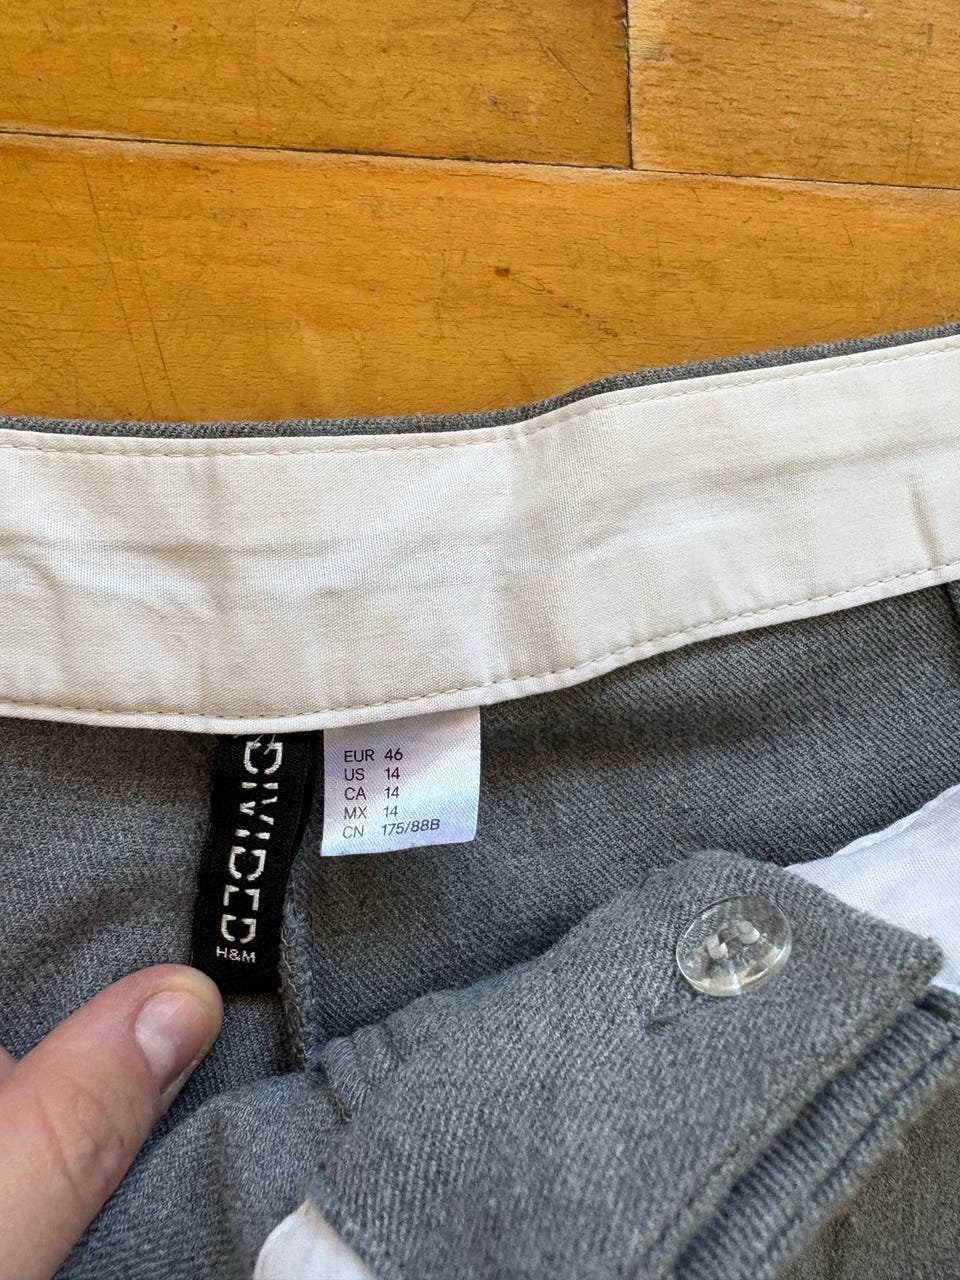 DIVIDED
H&M
EUR 46
US 14
CA 14
MX 14
CN 175/88B